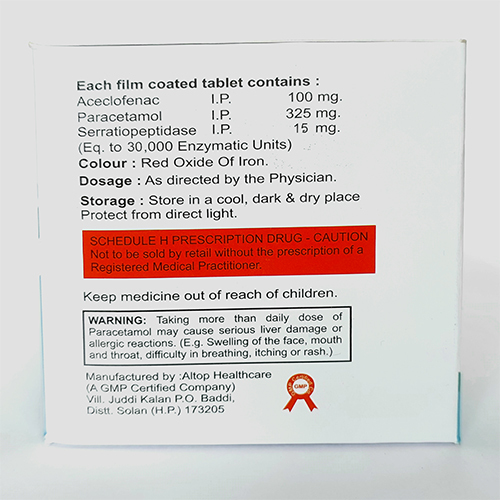 Each film coated tablet contains :
Aceclofenac I.P. 100 mg.
Paracetamol I.P. 325 mg.
Serratiopeptidase I.P. 15 mg.
(Eq. to 30,000 Enzymatic Units)
Colour : Red Oxide Of Iron.
Dosage : As directed by the Physician.
Storage : Store in a cool, dark & dry place
Protect from direct light.
SCHEDULE H PRESCRIPTION DRUG - CAUTION
Not to be sold by retail without the prescription of a
Registered Medical Practitioner.
Keep medicine out of reach of children.
WARNING: Taking more than daily dose of
Paracetamol may cause serious liver damage or
allergic reactions. (E.g. Swelling of the face, mouth
and throat, difficulty in breathing, itching or rash.)
Manufactured by :Altop Healthcare
(A GMP Certified Company)
Vill. Juddi Kalan P.O. Baddi,
Distt. Solan (H.P.) 173205
GMP